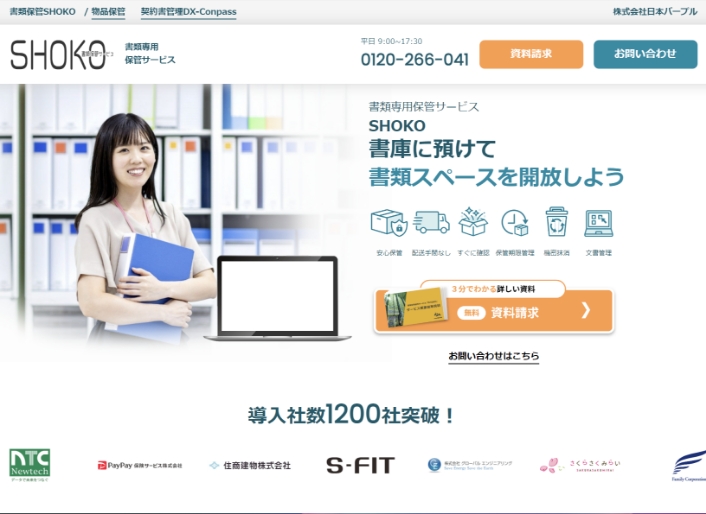 書類保管SHOKO / 物品保管 契約書管理DX-Conpass 株式会社日本パープル
SHOKO 書類保管サービス
書類専用
保管サービス
平日 9:00~17:30
0120-266-041
資料請求
お問い合わせ
書類専用保管サービス
SHOKO
書庫に預けて
書類スペースを開放しよう
安心保管 配送手間なし すぐに確認 保管期限管理 機密抹消 文書管理
3分でわかる詳しい資料
無料 資料請求
お問い合わせはこちら
導入社数1200社突破!
NTC
Newtech
データで未来をつなぐ
PayPay 保険サービス株式会社
住商建物株式会社
S-FIT
株式会社 グローバル エンジニアリング
さくらさくみらい
Family Corporation